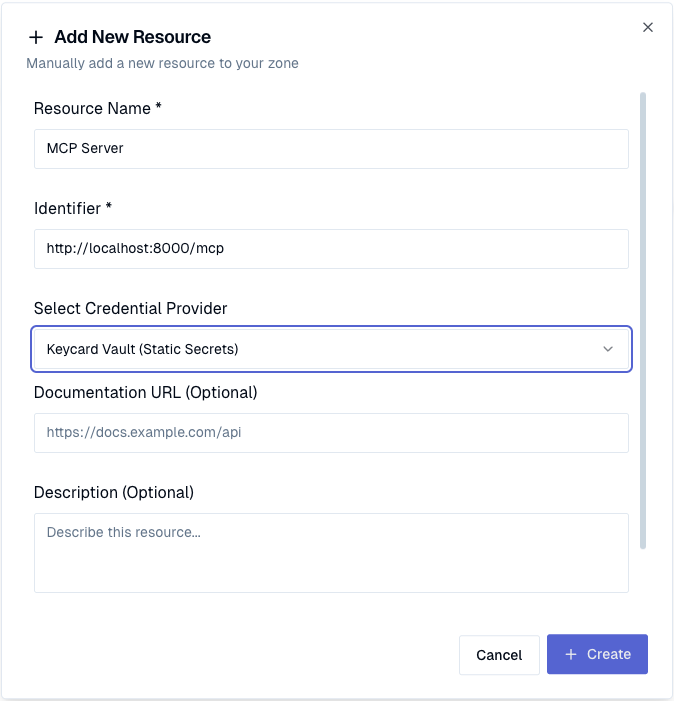 Add New Resource
Manually add a new resource to your zone
Resource Name *
MCP Server
Identifier *
http://localhost:8000/mcp
Select Credential Provider
Keycard Vault (Static Secrets)
Documentation URL (Optional)
https://docs.example.com/api
Description (Optional)
Describe this resource...
Cancel
+ Create